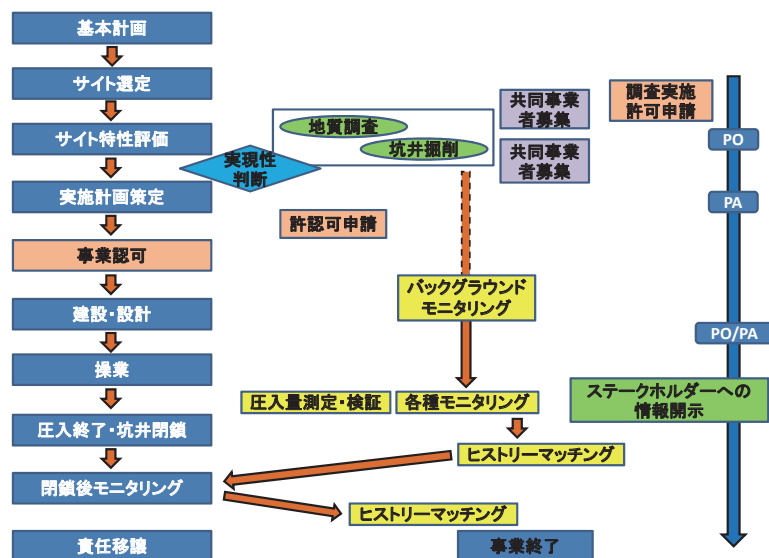 基本計画
サイト選定
サイト特性評価
実現性
判断
実施計画策定
事業認可
建設・設計
操業
圧入終了・坑井閉鎖
閉鎖後モニタリング
責任移譲
地質調査
坑井掘削
共同事業
者募集
共同事業
者募集
調査実施
許可申請
許認可申請
バックグラウンド
モニタリング
圧入量測定・検証
各種モニタリング
ヒストリーマッチング
ヒストリーマッチング
事業終了
PO
PA
PO/PA
ステークホルダーへの
情報開示